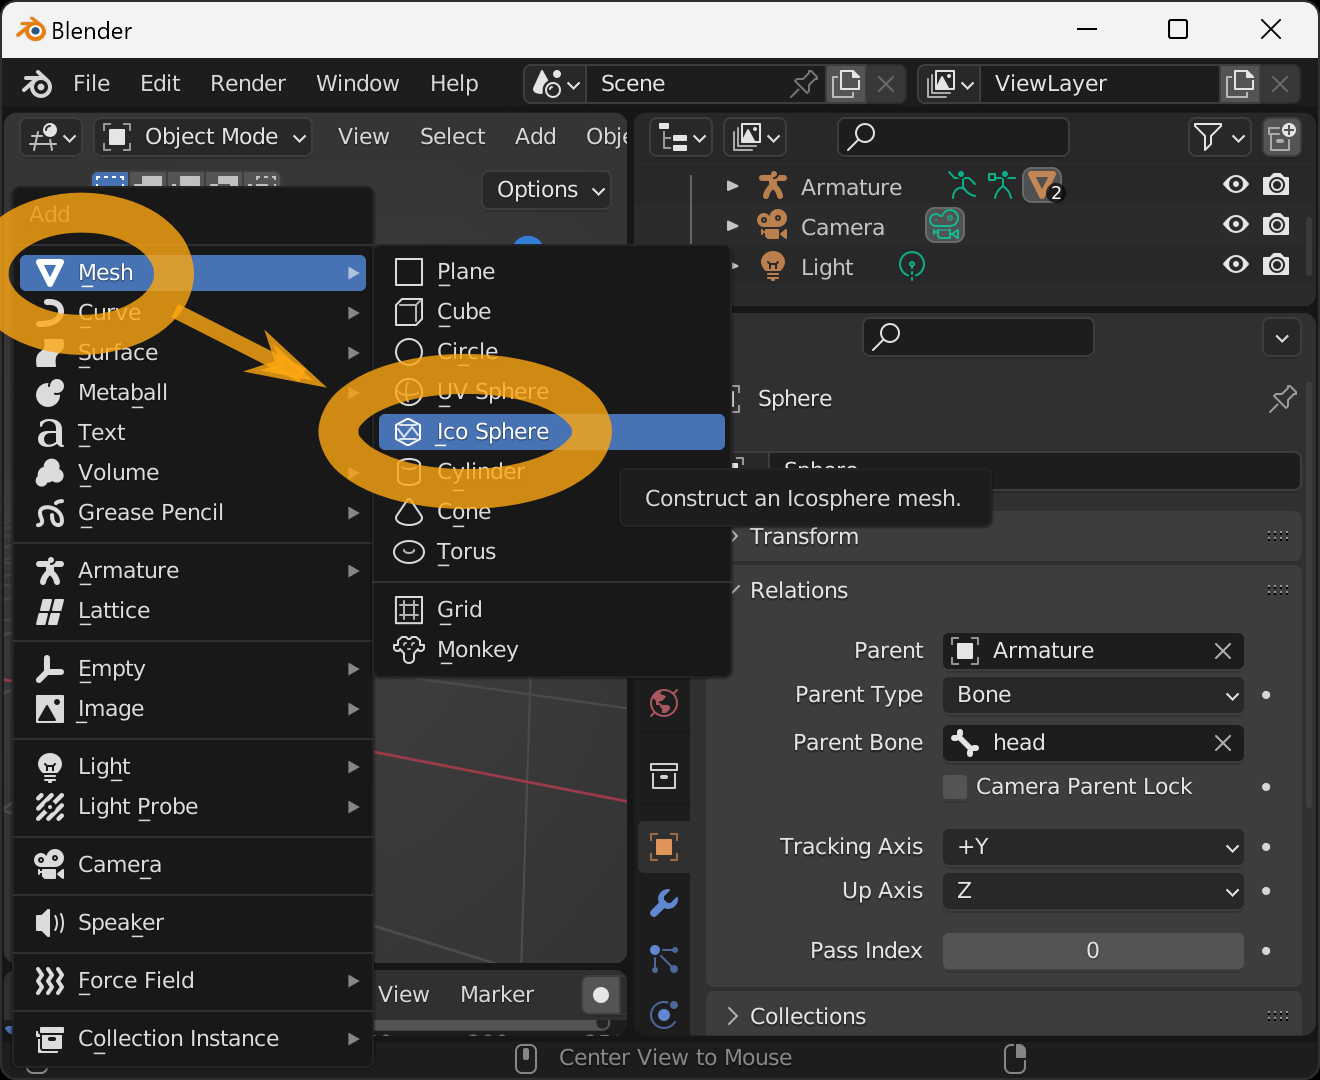 Blender
File Edit Render Window Help Scene ViewLayer
Object Mode View Select Add Obje
Options
Add
Mesh
Curve
Surface
Metaball
Text
Volume
Grease Pencil
Armature
Lattice
Empty
Image
Light
Light Probe
Camera
Speaker
Force Field
Collection Instance
Plane
Cube
Circle
UV Sphere
Ico Sphere
Cylinder
Cone
Torus
Grid
Monkey
Construct an Icosphere mesh.
Armature 2
Camera
Light
Sphere
Sphere
Transform
Relations
Parent Armature
Parent Type Bone
Parent Bone head
Camera Parent Lock
Tracking Axis +Y
Up Axis Z
Pass Index 0
Collections
View Marker
Center View to Mouse